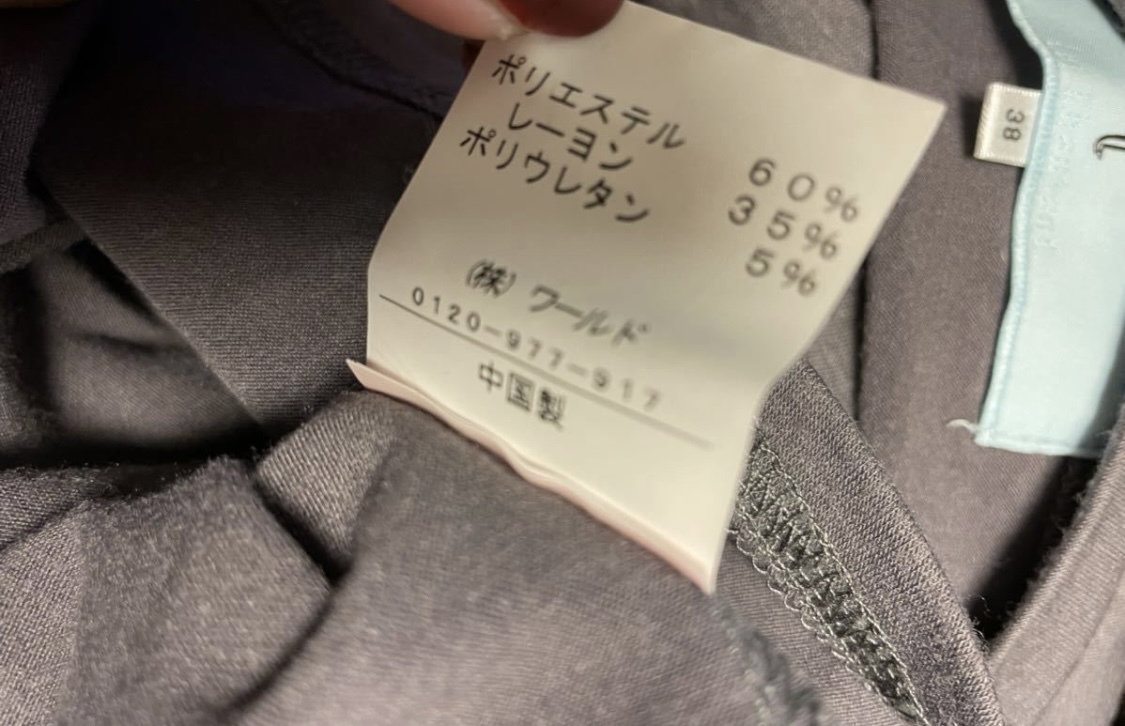 ポリエステル 60%
レーヨン 35%
ポリウレタン 5%
(株) ワールド
0120-977-917
中国製
38